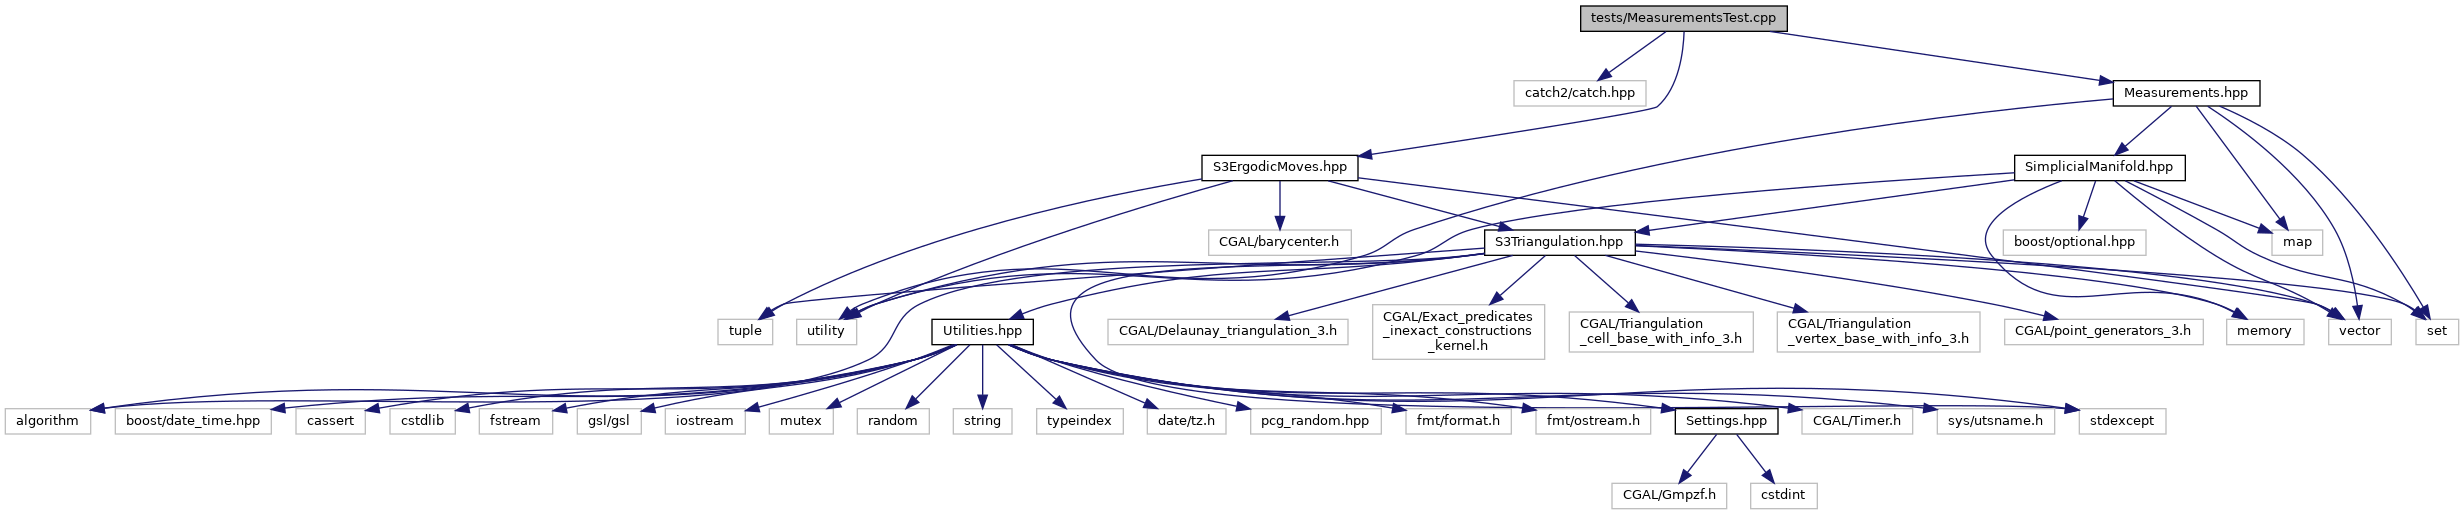 tests/MeasurementsTest.cpp
catch2/catch.hpp
Measurements.hpp
S3ErgodicMoves.hpp
SimplicialManifold.hpp
CGAL/barycenter.h
S3Triangulation.hpp
boost/optional.hpp
map
tuple
utility
Utilities.hpp
CGAL/Delaunay_triangulation_3.h
CGAL/Exact_predicates
_inexact_constructions
_kernel.h
CGAL/Triangulation
_cell_base_with_info_3.h
CGAL/Triangulation
_vertex_base_with_info_3.h
CGAL/point_generators_3.h
memory
vector
set
algorithm
boost/date_time.hpp
cassert
cstdlib
fstream
gsl/gsl
iostream
mutex
random
string
typeindex
date/tz.h
pcg_random.hpp
fmt/format.h
fmt/ostream.h
Settings.hpp
CGAL/Timer.h
sys/utsname.h
stdexcept
CGAL/Gmpzf.h
cstdint